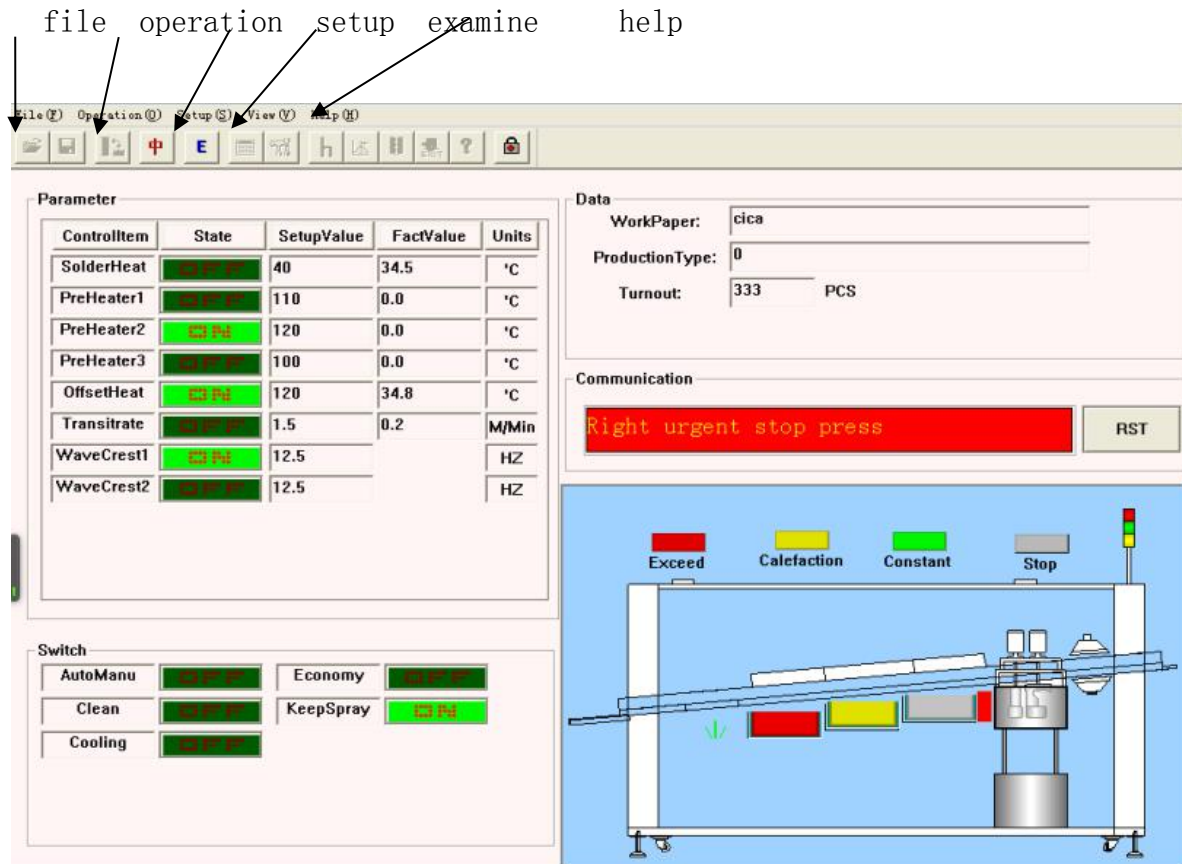 file operation setup examine help
File(F) Operation(O) Setup(S) View(V) Help(H)
中 E h ?
Parameter
ControlItem State SetupValue FactValue Units
SolderHeat OFF 40 34.5 °C
PreHeater1 OFF 110 0.0 °C
PreHeater2 ON 120 0.0 °C
PreHeater3 OFF 100 0.0 °C
OffsetHeat ON 120 34.8 °C
Transitrate OFF 1.5 0.2 M/Min
WaveCrest1 ON 12.5 HZ
WaveCrest2 OFF 12.5 HZ
Switch
AutoManu OFF Economy OFF
Clean OFF KeepSpray ON
Cooling OFF
Data
WorkPaper: cica
ProductionType: 0
Turnout: 333 PCS
Communication
Right urgent stop press RST
Exceed Calefaction Constant Stop